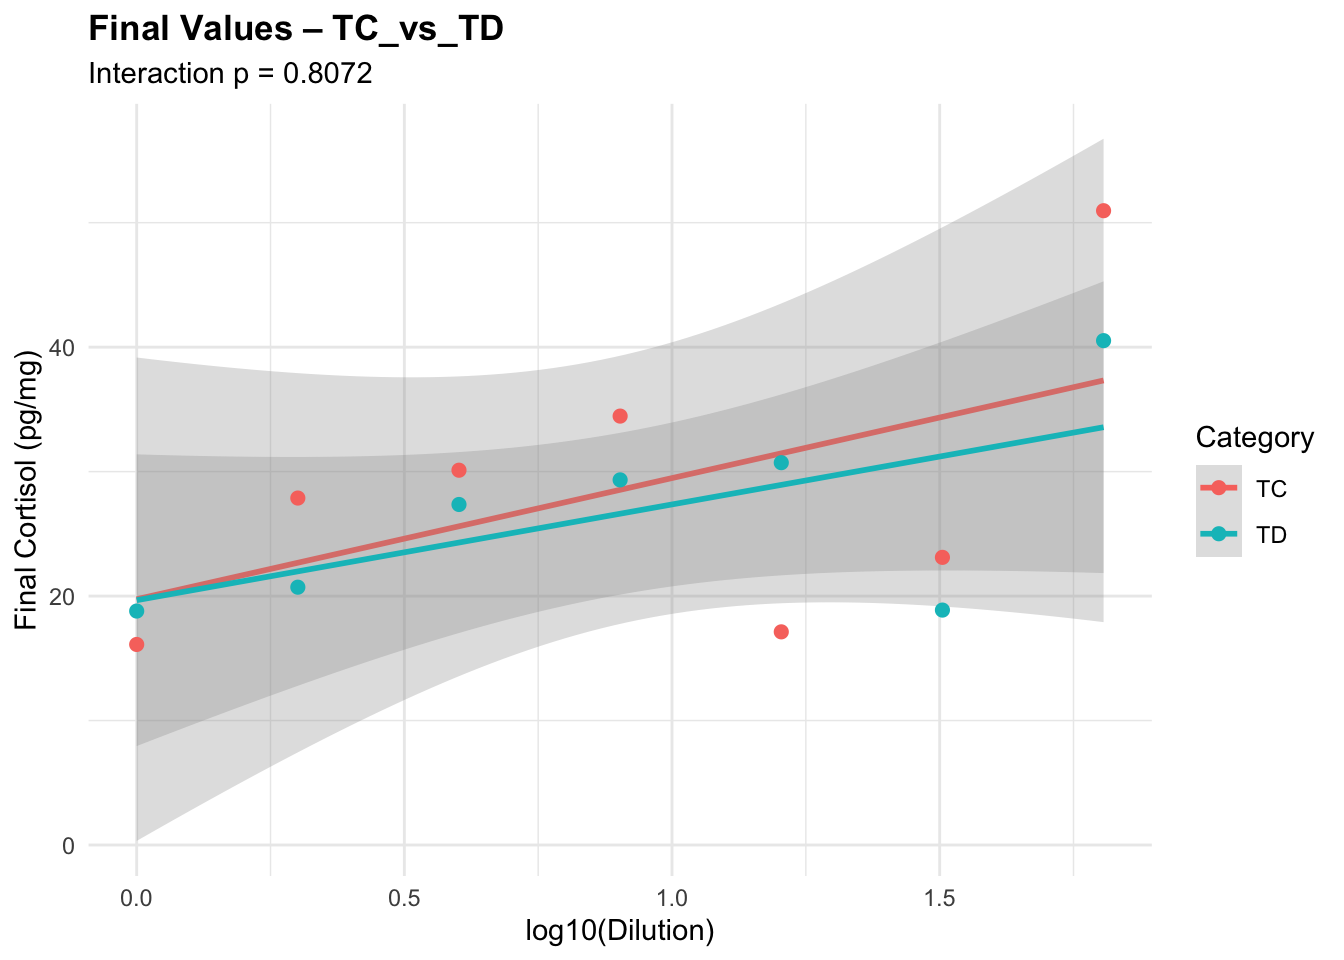 Final Values – TC_vs_TD
Interaction p = 0.8072
Final Cortisol (pg/mg)
40
20
0
0.0
0.5
1.0
1.5
log10(Dilution)
Category
TC
TD